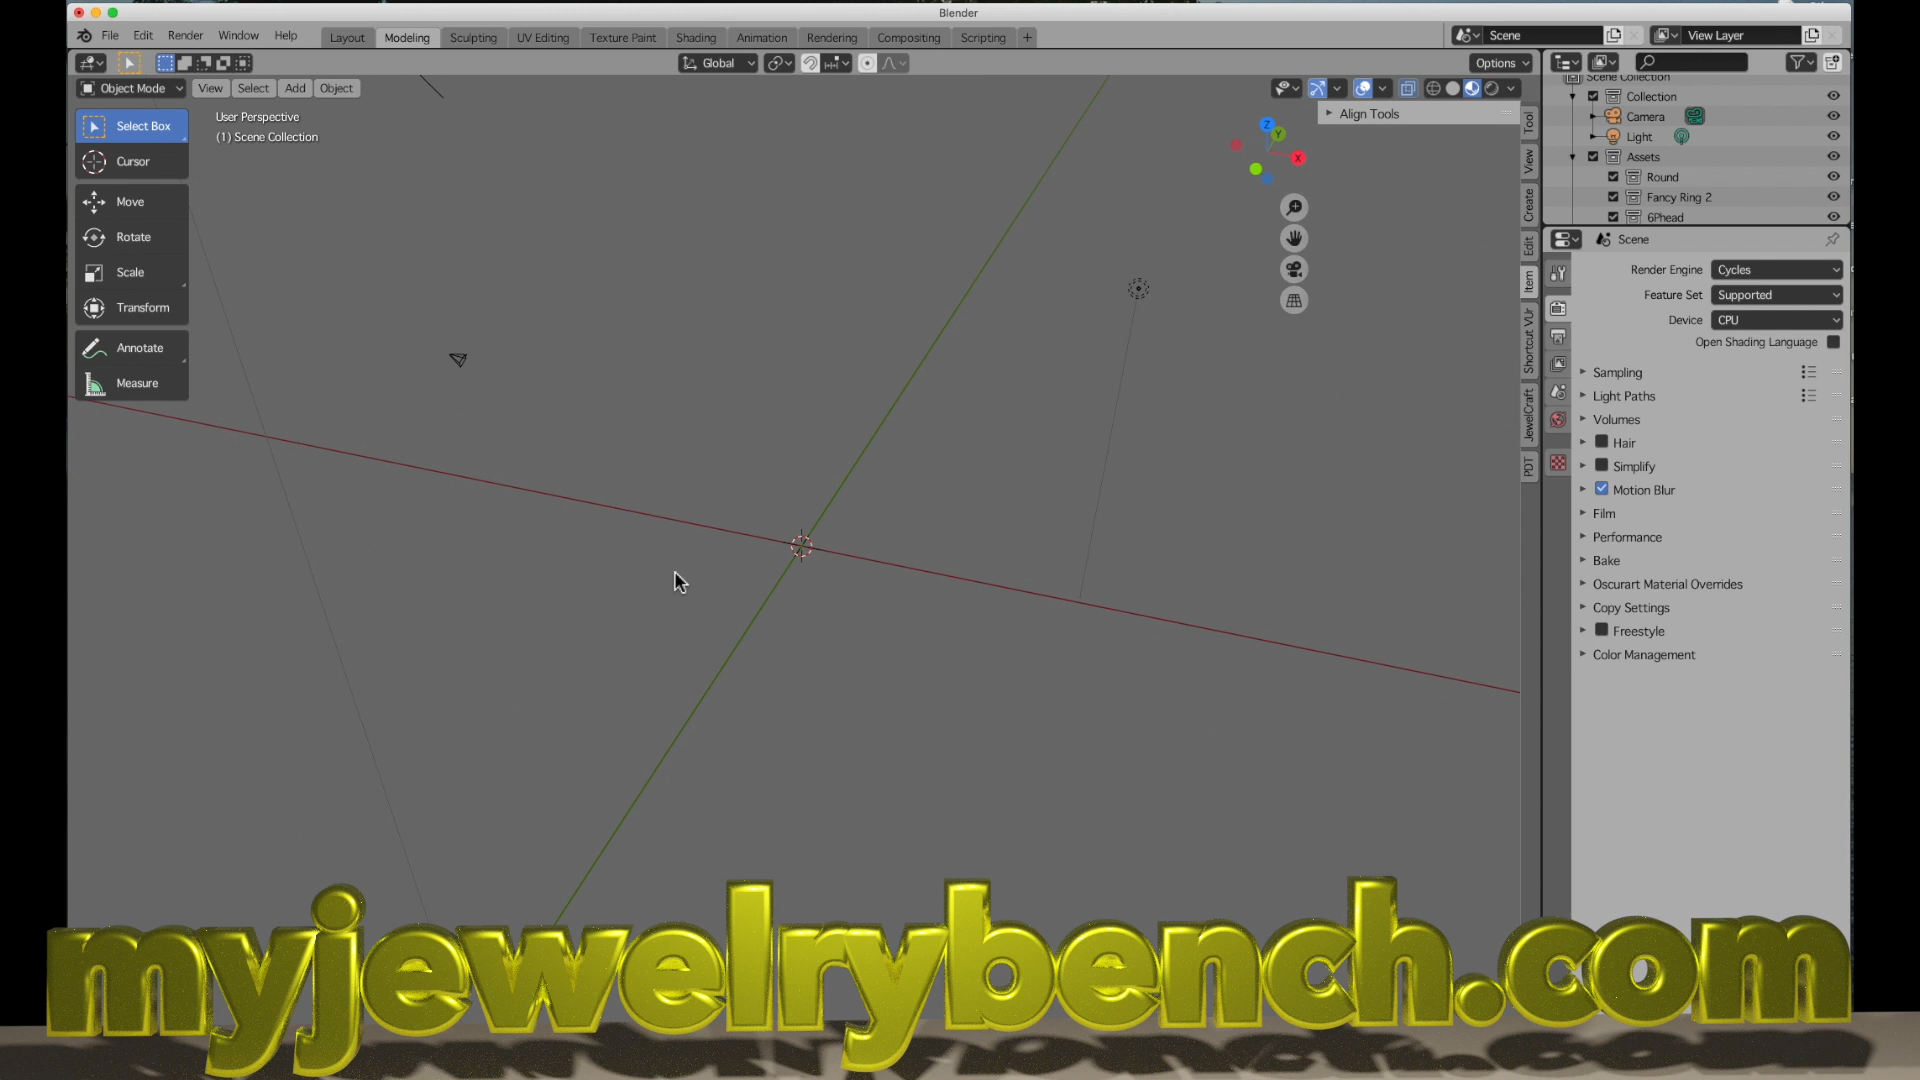 Blender
File Edit Render Window Help
Layout Modeling Sculpting UV Editing Texture Paint Shading Animation Rendering Compositing Scripting +
Scene
View Layer
Global
Options
Object Mode View Select Add Object
Select Box
Cursor
Move
Rotate
Scale
Transform
Annotate
Measure
User Perspective
(1) Scene Collection
Z
Y
X
Align Tools
Tool
View
Create
Edit
Item
Shortcut VUr
JewelCraft
PDT
Scene Collection
Collection
Camera
Light
Assets
Round
Fancy Ring 2
6Phead
Scene
Render Engine Cycles
Feature Set Supported
Device CPU
Open Shading Language
Sampling
Light Paths
Volumes
Hair
Simplify
Motion Blur
Film
Performance
Bake
Oscurart Material Overrides
Copy Settings
Freestyle
Color Management
myjewelrybench.com